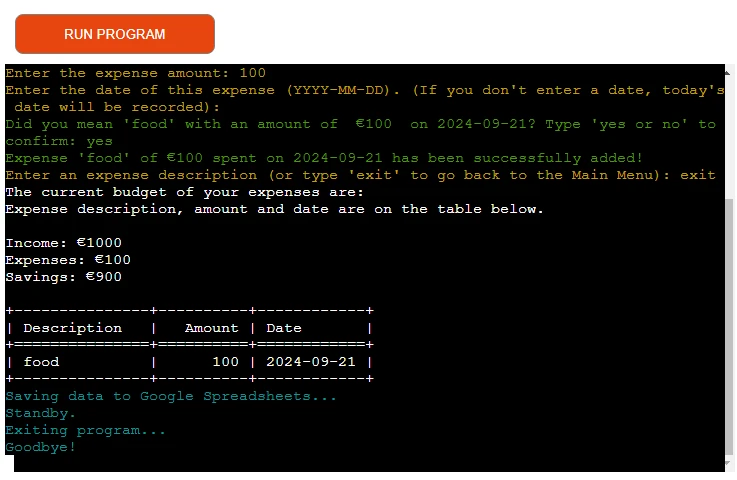 RUN PROGRAM
Enter the expense amount: 100
Enter the date of this expense (YYYY-MM-DD). (If you don't enter a date, today's
 date will be recorded):
Did you mean 'food' with an amount of  €100  on 2024-09-21? Type 'yes or no' to
confirm: yes
Expense 'food' of €100 spent on 2024-09-21 has been successfully added!
Enter an expense description (or type 'exit' to go back to the Main Menu): exit
The current budget of your expenses are:
Expense description, amount and date are on the table below.

Income: €1000
Expenses: €100
Savings: €900

+---------------+----------+------------+
| Description   |   Amount | Date       |
+===============+==========+============+
| food          |      100 | 2024-09-21 |
+---------------+----------+------------+
Saving data to Google Spreadsheets...
Standby.
Exiting program...
Goodbye!